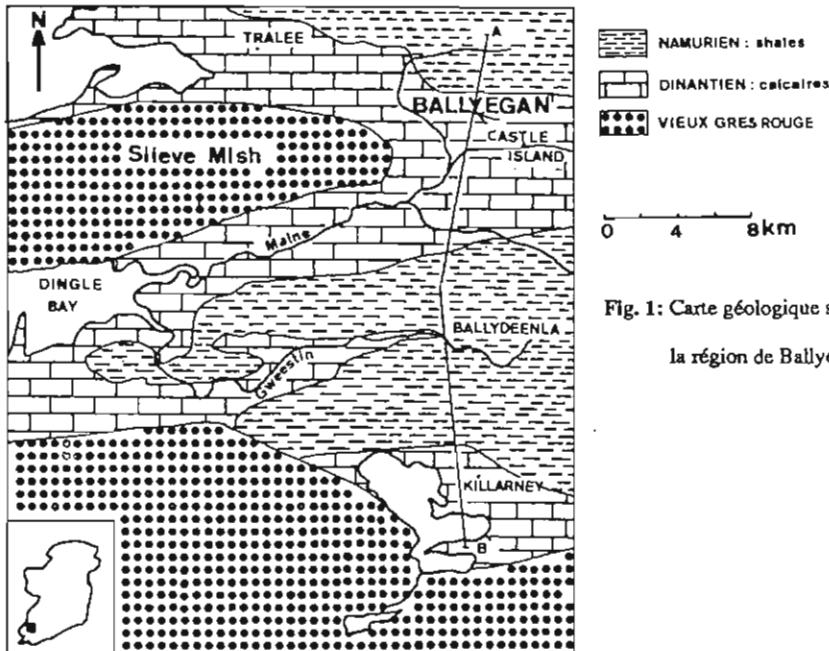 N
TRALEE
A
BALLYEGAN
CASTLE
ISLAND
Slieve Mish
Maine
DINGLE
BAY
BALLYDEENLA
Gweestin
KILLARNEY
B
NAMURIEN : shales
DINANTIEN : calcaires
VIEUX GRES ROUGE
0 4 8km
Fig. 1: Carte géologique
la région de